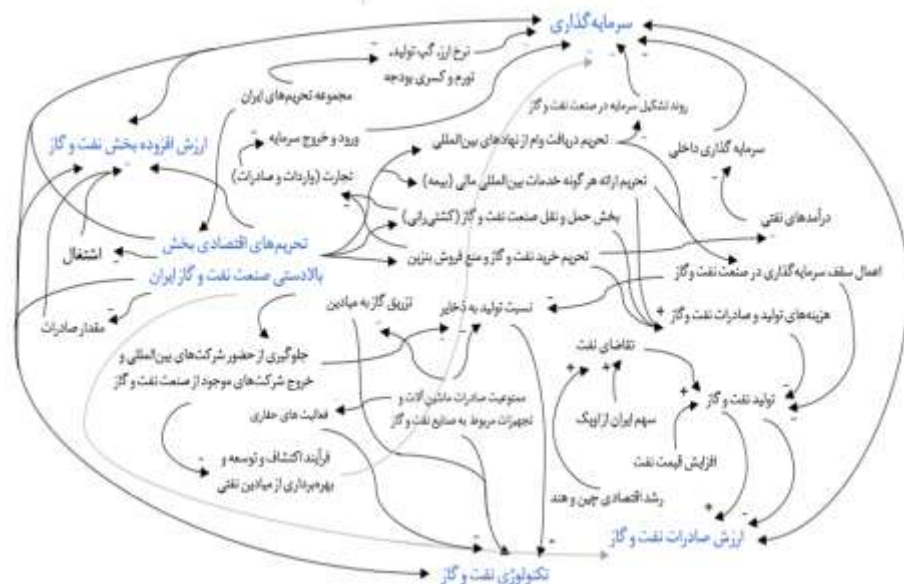 سرمایه‌گذاری
نرخ ارز، گپ تولید،
تورم و کسری بودجه
مجموعه تحریم‌های ایران
روند تشکیل سرمایه در صنعت نفت و گاز
ارزش افزوده بخش نفت و گاز
ورود و خروج سرمایه
تحریم دریافت وام از نهادهای بین‌المللی
سرمایه گذاری داخلی
تجارت (واردات و صادرات)
تحریم ارائه هر گونه خدمات بین‌المللی مالی (بیمه)
بخش حمل و نقل صنعت نفت و گاز (کشتی‌رانی)
درآمدهای نفتی
اشتغال
تحریم‌های اقتصادی بخش
بالادستی صنعت نفت و گاز ایران
تحریم خرید نفت و گاز و منع فروش بنزین
اعمال سقف سرمایه‌گذاری در صنعت نفت و گاز
مقدار صادرات
تزریق گاز به میادین
نسبت تولید به ذخایر
هزینه‌های تولید و صادرات نفت و گاز
جلوگیری از حضور شرکت‌های بین‌المللی و
خروج شرکت‌های موجود از صنعت نفت و گاز
تقاضای نفت
ممنوعیت صادرات ماشین آلات و
تجهیزات مربوط به صنایع نفت و گاز
تولید نفت و گاز
فعالیت های حفاری
سهم ایران از اوپک
فرآیند اکتشاف و توسعه و
بهره‌برداری از میادین نفتی
افزایش قیمت نفت
رشد اقتصادی چین و هند
ارزش صادرات نفت و گاز
تکنولوژی نفت و گاز